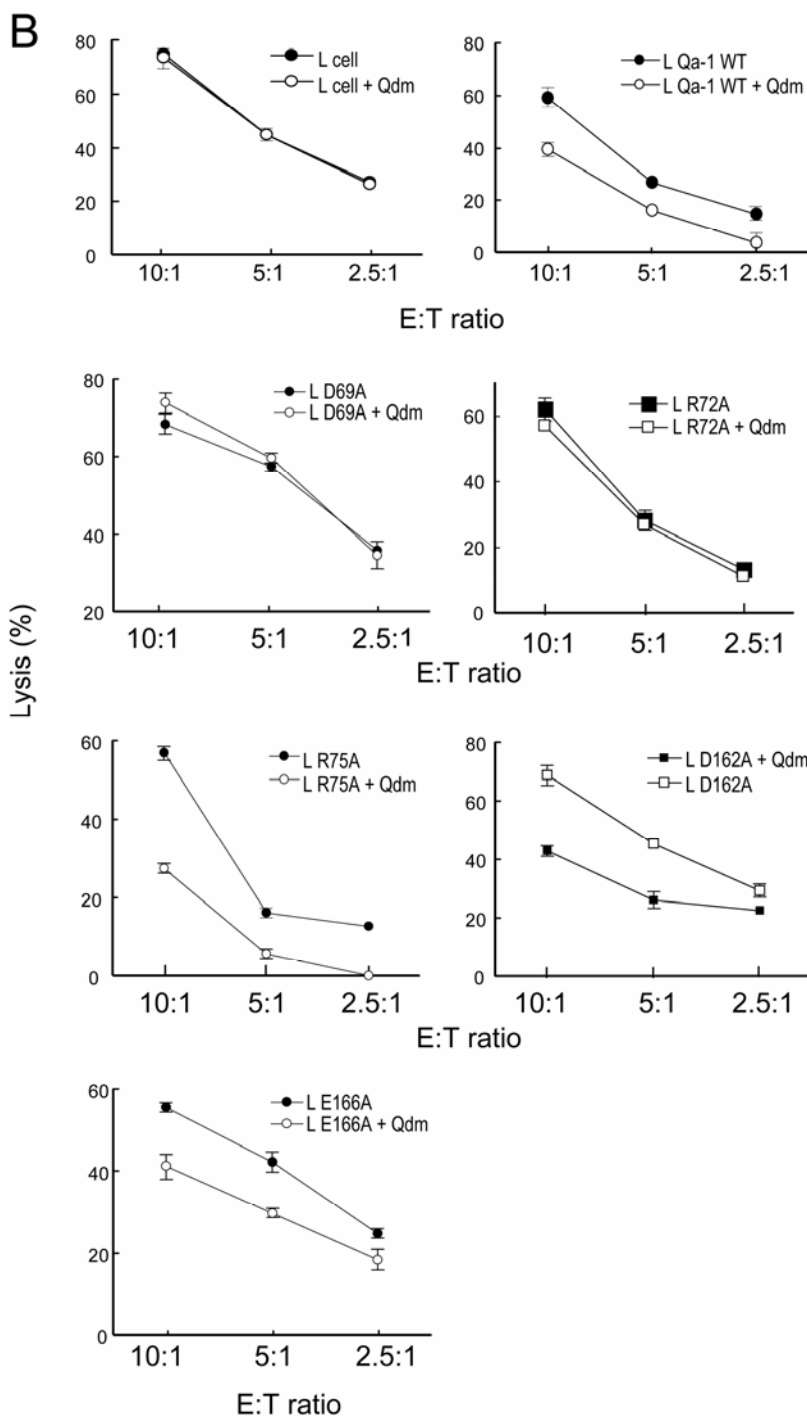 B
L cell
L cell + Qdm
80
60
40
20
0
10:1 5:1 2.5:1
L Qa-1 WT
L Qa-1 WT + Qdm
80
60
40
20
0
10:1 5:1 2.5:1
E:T ratio
L D69A
L D69A + Qdm
80
60
40
20
10:1 5:1 2.5:1
L R72A
L R72A + Qdm
60
40
20
0
10:1 5:1 2.5:1
E:T ratio
Lysis (%)
L R75A
L R75A + Qdm
60
40
20
0
10:1 5:1 2.5:1
L D162A + Qdm
L D162A
80
60
40
20
0
10:1 5:1 2.5:1
E:T ratio
L E166A
L E166A + Qdm
60
40
20
0
10:1 5:1 2.5:1
E:T ratio